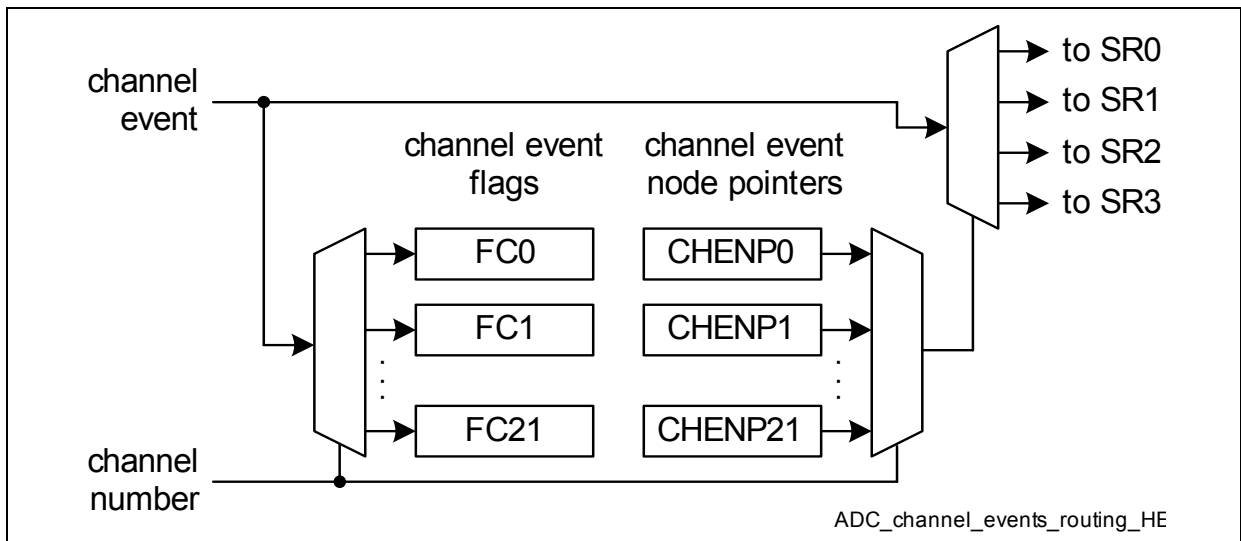 channel
event
channel event
flags
channel event
node pointers
to SR0
to SR1
to SR2
to SR3
FC0
CHENP0
FC1
CHENP1
FC21
CHENP21
channel
number
ADC_channel_events_routing_HE